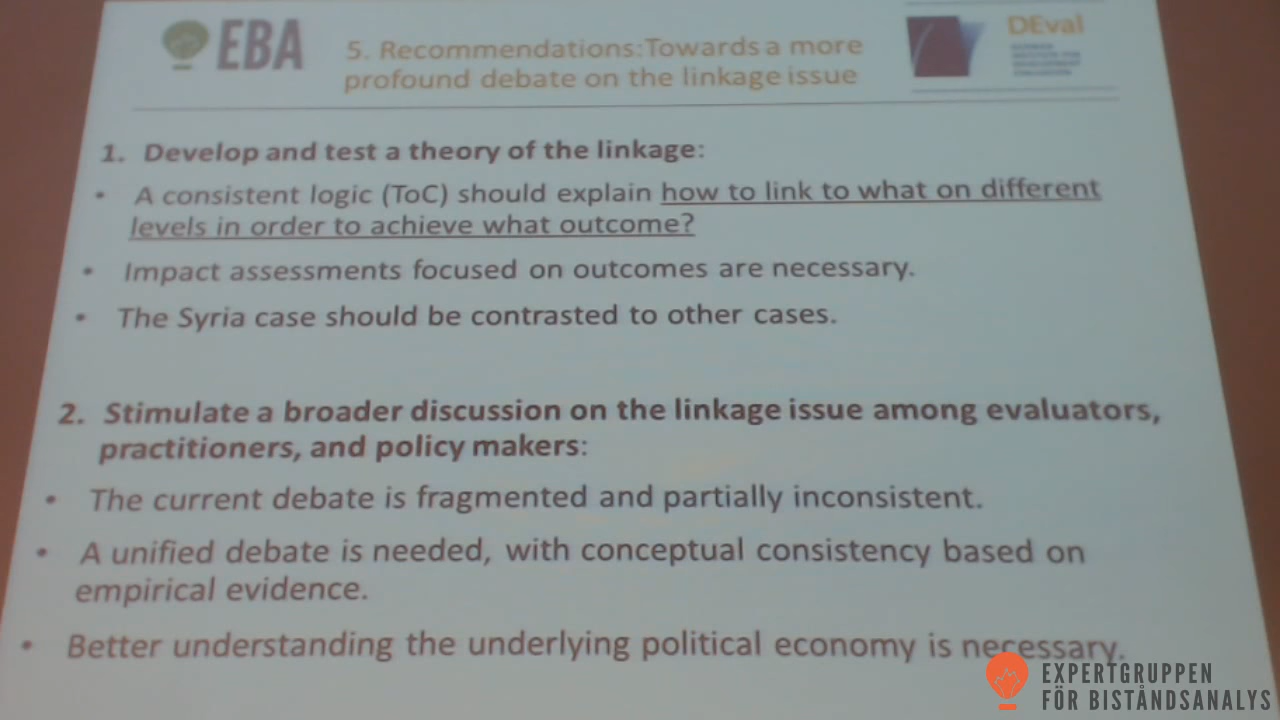 EBA
5. Recommendations: Towards a more
profound debate on the linkage issue
DEval
1. Develop and test a theory of the linkage:
• A consistent logic (ToC) should explain how to link to what on different
levels in order to achieve what outcome?
• Impact assessments focused on outcomes are necessary.
• The Syria case should be contrasted to other cases.
2. Stimulate a broader discussion on the linkage issue among evaluators,
practitioners, and policy makers:
• The current debate is fragmented and partially inconsistent.
• A unified debate is needed, with conceptual consistency based on
empirical evidence.
• Better understanding the underlying political economy is necessary.
EXPERTGRUPPEN
FÖR BISTÅNDSANALYS